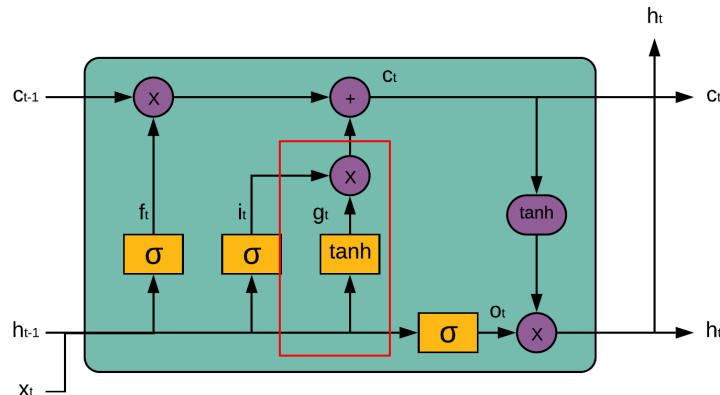 hₜ
cₜ
cₜ₋₁
x
+
cₜ
x
fₜ
iₜ
gₜ
tanh
σ
σ
tanh
oₜ
hₜ₋₁
σ
x
hₜ
xₜ